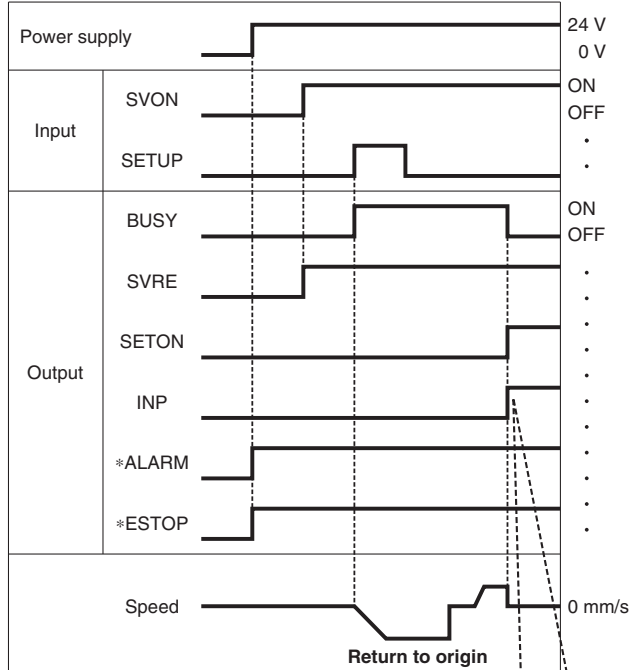 Power supply
24 V
0 V
Input
SVON
ON
OFF
SETUP
Output
BUSY
ON
OFF
SVRE
SETON
INP
*ALARM
*ESTOP
Speed
0 mm/s
Return to origin